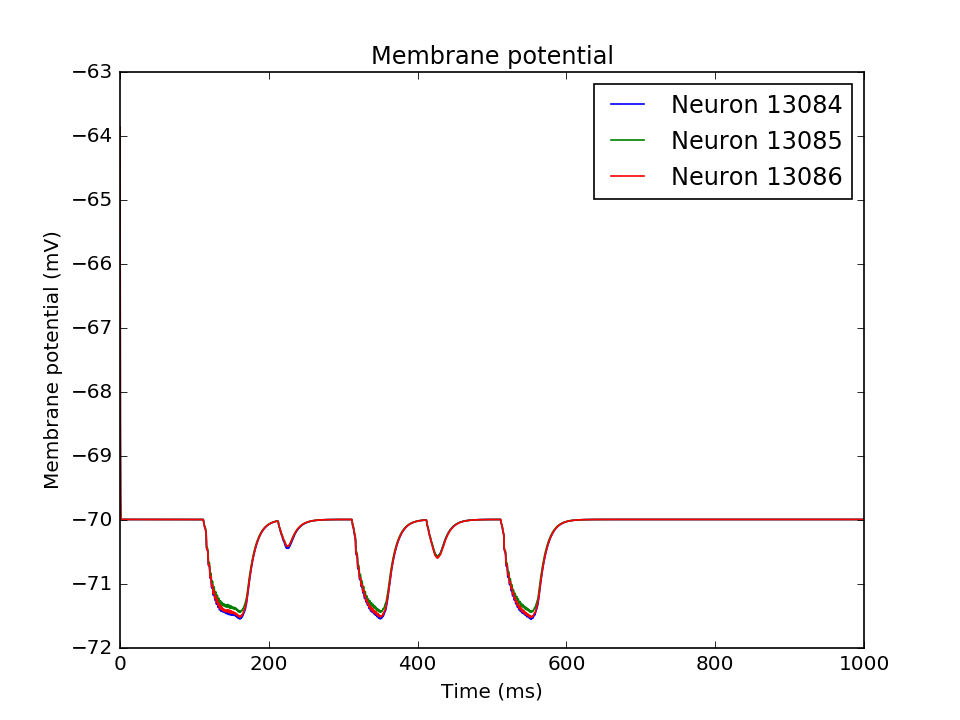 Membrane potential
Neuron 13084
Neuron 13085
Neuron 13086
Membrane potential (mV)
−63
−64
−65
−66
−67
−68
−69
−70
−71
−72
0 200 400 600 800 1000
Time (ms)